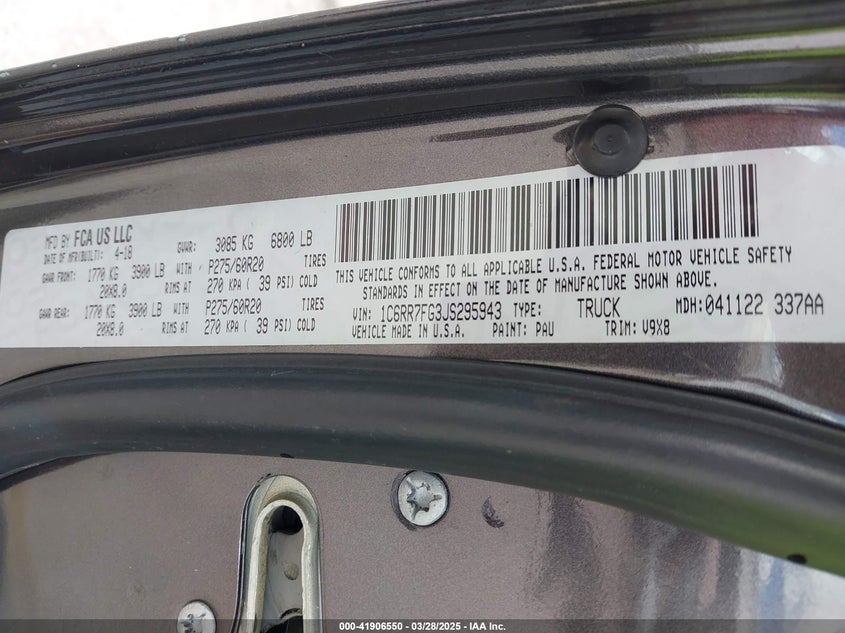 MFD BY FCA US LLC
DATE OF MFR(BUILT): 4-18 GVWR: 3085 KG 6800 LB
GAWR FRONT: 1770 KG 3900 LB WITH P275/60R20 TIRES
20X8.0 RIMS AT 270 KPA ( 39 PSI) COLD
GAWR REAR: 1770 KG 3900 LB WITH P275/60R20 TIRES
20X8.0 RIMS AT 270 KPA ( 39 PSI) COLD
THIS VEHICLE CONFORMS TO ALL APPLICABLE U.S.A. FEDERAL MOTOR VEHICLE SAFETY
STANDARDS IN EFFECT ON THE DATE OF MANUFACTURE SHOWN ABOVE.
VIN: 1C6RR7FG3JS295943 TYPE: TRUCK MDH: 041122 337AA
VEHICLE MADE IN U.S.A. PAINT: PAU TRIM: V9X8
000-41906550 - 03/28/2025 - IAA Inc.